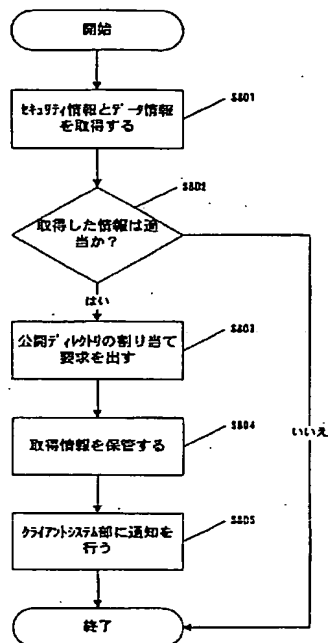 開始
セキュリティ情報とデータ情報
を取得する
S801
S802
取得した情報は適
当か？
はい
公開ディレクトリの割り当て
要求を出す
S803
取得情報を保管する
S804
いいえ
クライアントシステム部に通知を
行う
S805
終了